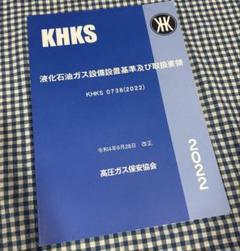 KHKS
液化石油ガス設備設置基準及び取扱要領
KHKS 0738(2022)
令和4年9月28日 改正
高圧ガス保安協会
2022